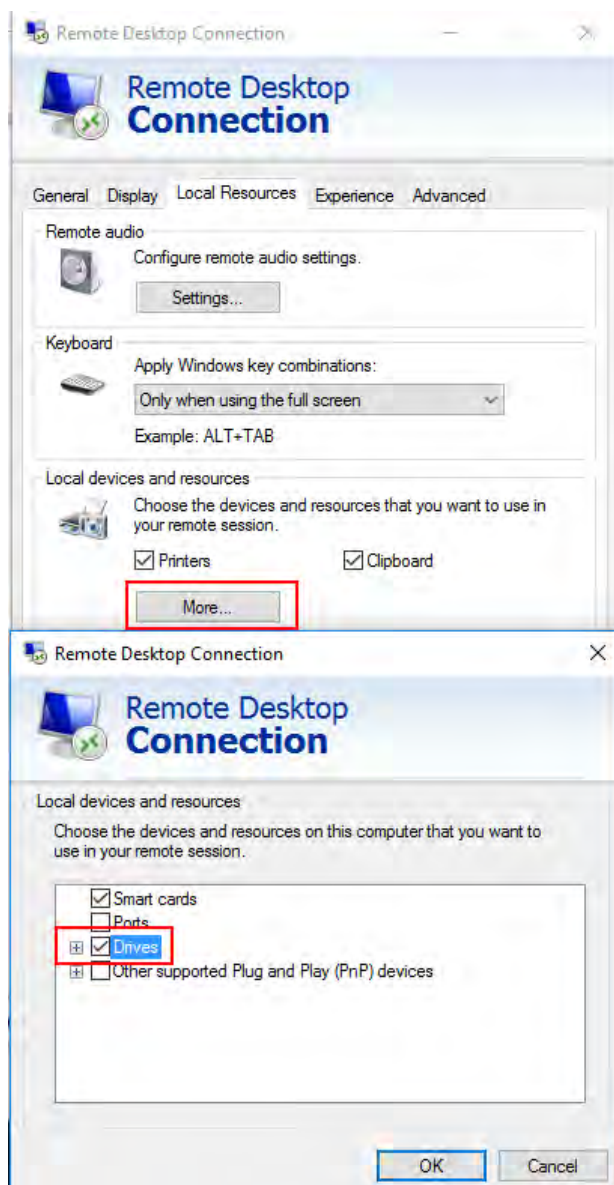 Remote Desktop Connection
Remote Desktop
Connection
General Display Local Resources Experience Advanced
Remote audio
Configure remote audio settings.
Settings...
Keyboard
Apply Windows key combinations:
Only when using the full screen
Example: ALT+TAB
Local devices and resources
Choose the devices and resources that you want to use in
your remote session.
Printers Clipboard
More...
Remote Desktop Connection
Remote Desktop
Connection
Local devices and resources
Choose the devices and resources on this computer that you want to
use in your remote session.
Smart cards
Ports
Drives
Other supported Plug and Play (PnP) devices
OK Cancel